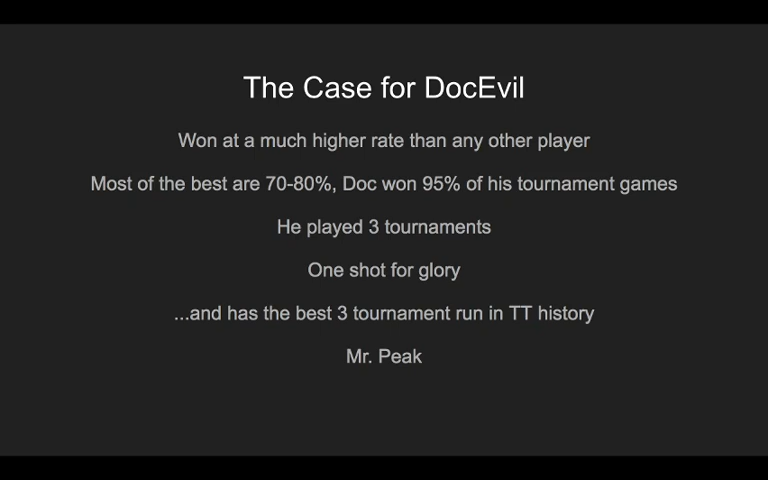 The Case for DocEvil
Won at a much higher rate than any other player
Most of the best are 70-80%, Doc won 95% of his tournament games
He played 3 tournaments
One shot for glory
...and has the best 3 tournament run in TT history
Mr. Peak